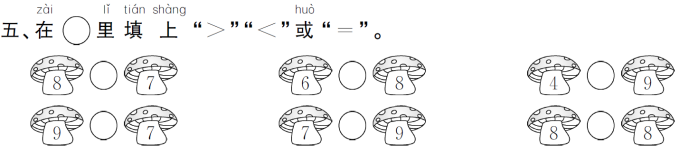 zài lǐ tián shàng huò
五、在○里填上“>”“<”或“=”。
8 ○ 7 6 ○ 8 4 ○ 9
9 ○ 7 7 ○ 9 8 ○ 8